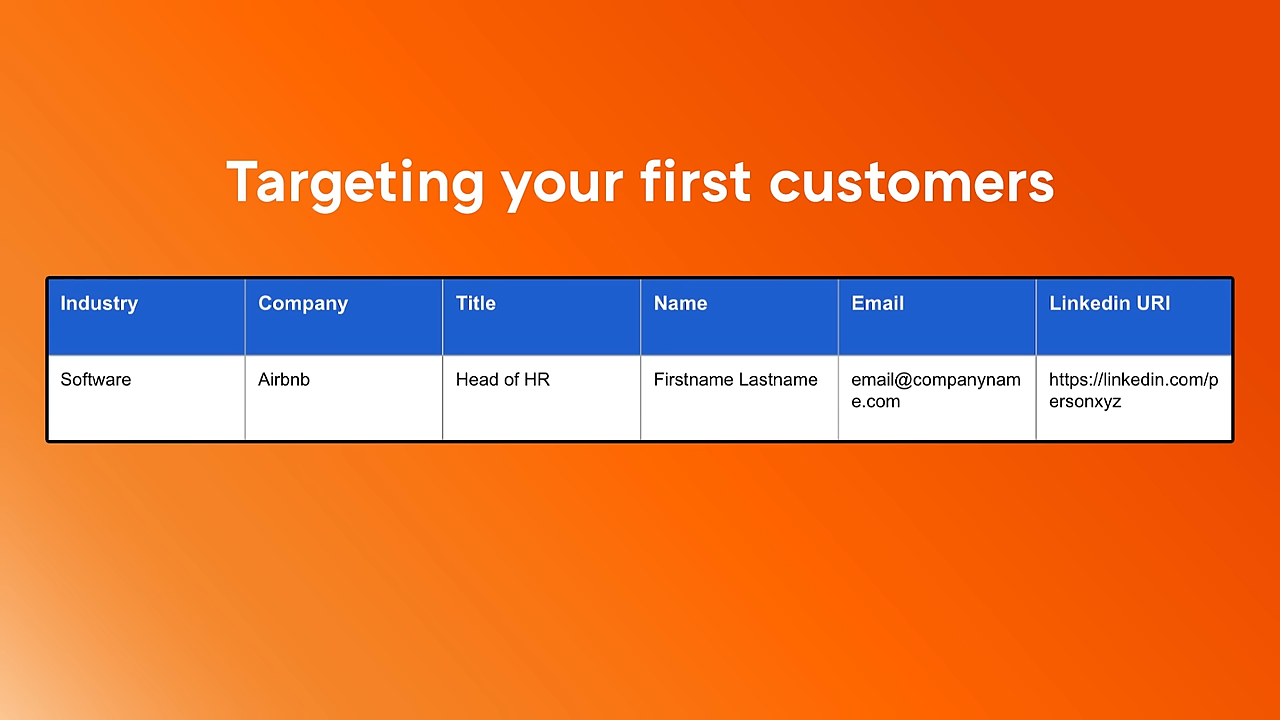 Targeting your first customers
Industry Company Title Name Email Linkedin URI
Software Airbnb Head of HR Firstname Lastname email@companynam https://linkedin.com/p
e.com ersonxyz